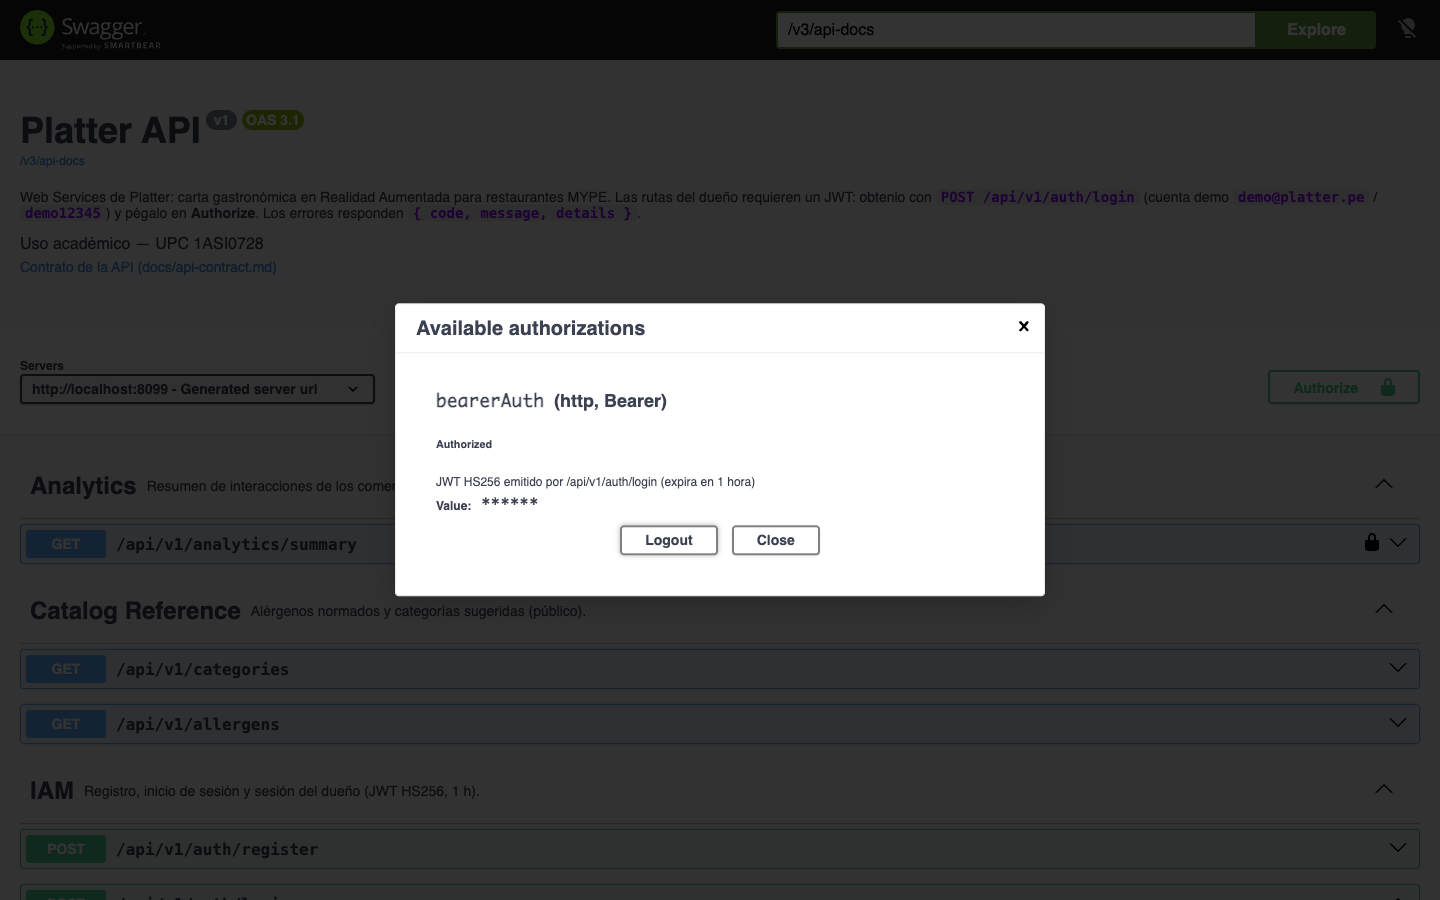 Swagger
Supported by SMARTBEAR
/v3/api-docs
Explore
Platter API v1 OAS 3.1
/v3/api-docs
Web Services de Platter: carta gastronómica en Realidad Aumentada para restaurantes MYPE. Las rutas del dueño requieren un JWT: obtenlo con POST /api/v1/auth/login (cuenta demo demo@platter.pe /
demo12345 ) y pégalo en Authorize. Los errores responden { code, message, details } .
Uso académico — UPC 1ASI0728
Contrato de la API (docs/api-contract.md)
Available authorizations
x
bearerAuth (http, Bearer)
Authorized
JWT HS256 emitido por /api/v1/auth/login (expira en 1 hora)
Value: ******
Logout
Close
Servers
http://localhost:8099 - Generated server url
Authorize
Analytics Resumen de interacciones de los
GET /api/v1/analytics/summary
Catalog Reference Alérgenos normados y categorías sugeridas (público).
GET /api/v1/categories
GET /api/v1/allergens
IAM Registro, inicio de sesión y sesión del dueño (JWT HS256, 1 h).
POST /api/v1/auth/register